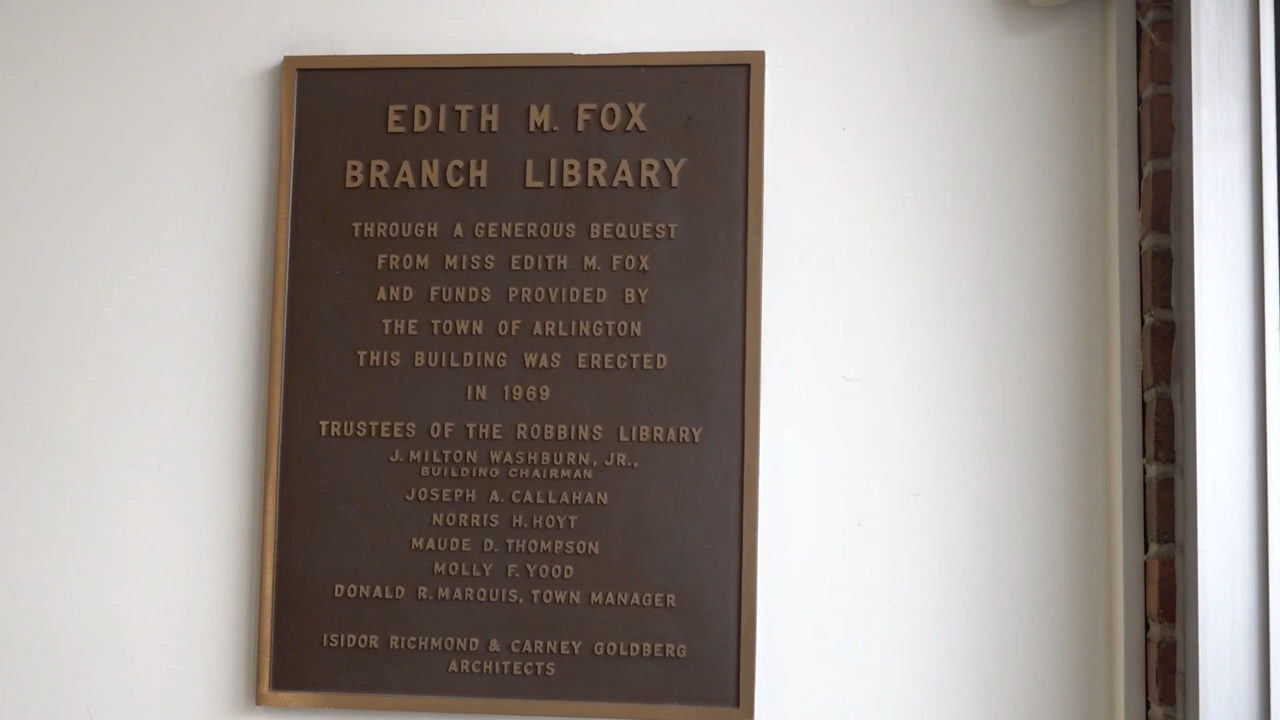 EDITH M. FOX
BRANCH LIBRARY
THROUGH A GENEROUS BEQUEST
FROM MISS EDITH M. FOX
AND FUNDS PROVIDED BY
THE TOWN OF ARLINGTON
THIS BUILDING WAS ERECTED
IN 1969
TRUSTEES OF THE ROBBINS LIBRARY
J. MILTON WASHBURN, JR.,
BUILDING CHAIRMAN
JOSEPH A. CALLAHAN
NORRIS H. HOYT
MAUDE D. THOMPSON
MOLLY F. YOOD
DONALD R. MARQUIS, TOWN MANAGER
ISIDOR RICHMOND & CARNEY GOLDBERG
ARCHITECTS